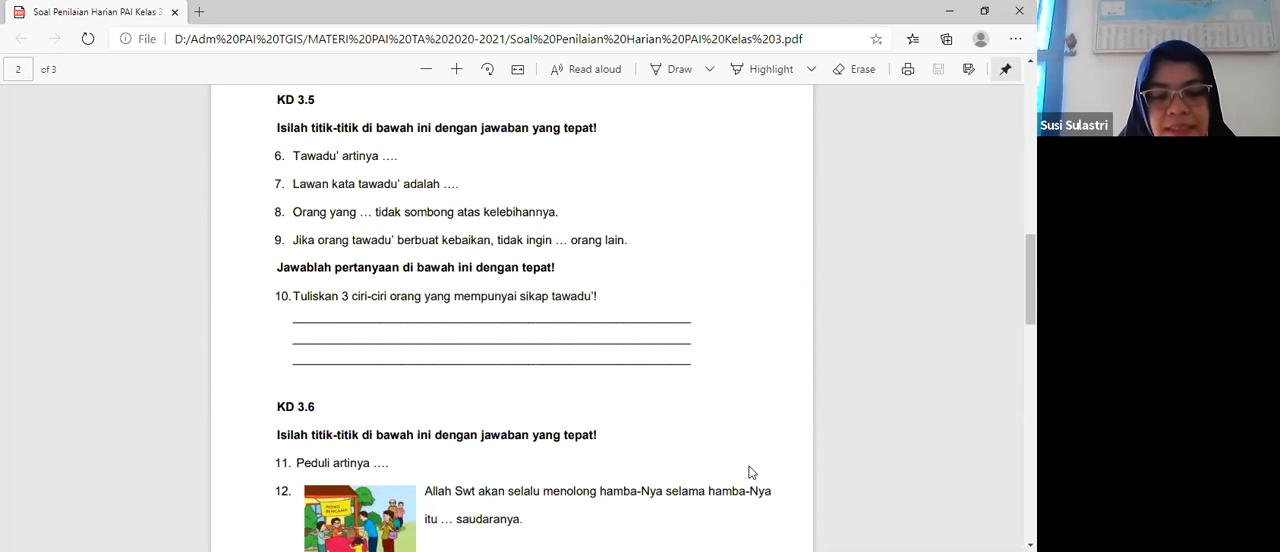 Soal Penilaian Harian PAI Kelas 3
File D:/Adm%20PAI%20TGIS/MATERI%20PAI%20TA%202020-2021/Soal%20Penilaian%20Harian%20PAI%20Kelas%203.pdf
2 of 3 Read aloud Draw Highlight Erase
KD 3.5
Isilah titik-titik di bawah ini dengan jawaban yang tepat!
6. Tawadu’ artinya ….
7. Lawan kata tawadu’ adalah ….
8. Orang yang … tidak sombong atas kelebihannya.
9. Jika orang tawadu’ berbuat kebaikan, tidak ingin … orang lain.
Jawablah pertanyaan di bawah ini dengan tepat!
10. Tuliskan 3 ciri-ciri orang yang mempunyai sikap tawadu’!
KD 3.6
Isilah titik-titik di bawah ini dengan jawaban yang tepat!
11. Peduli artinya ….
12. Allah Swt akan selalu menolong hamba-Nya selama hamba-Nya
itu … saudaranya.
Susi Sulastri